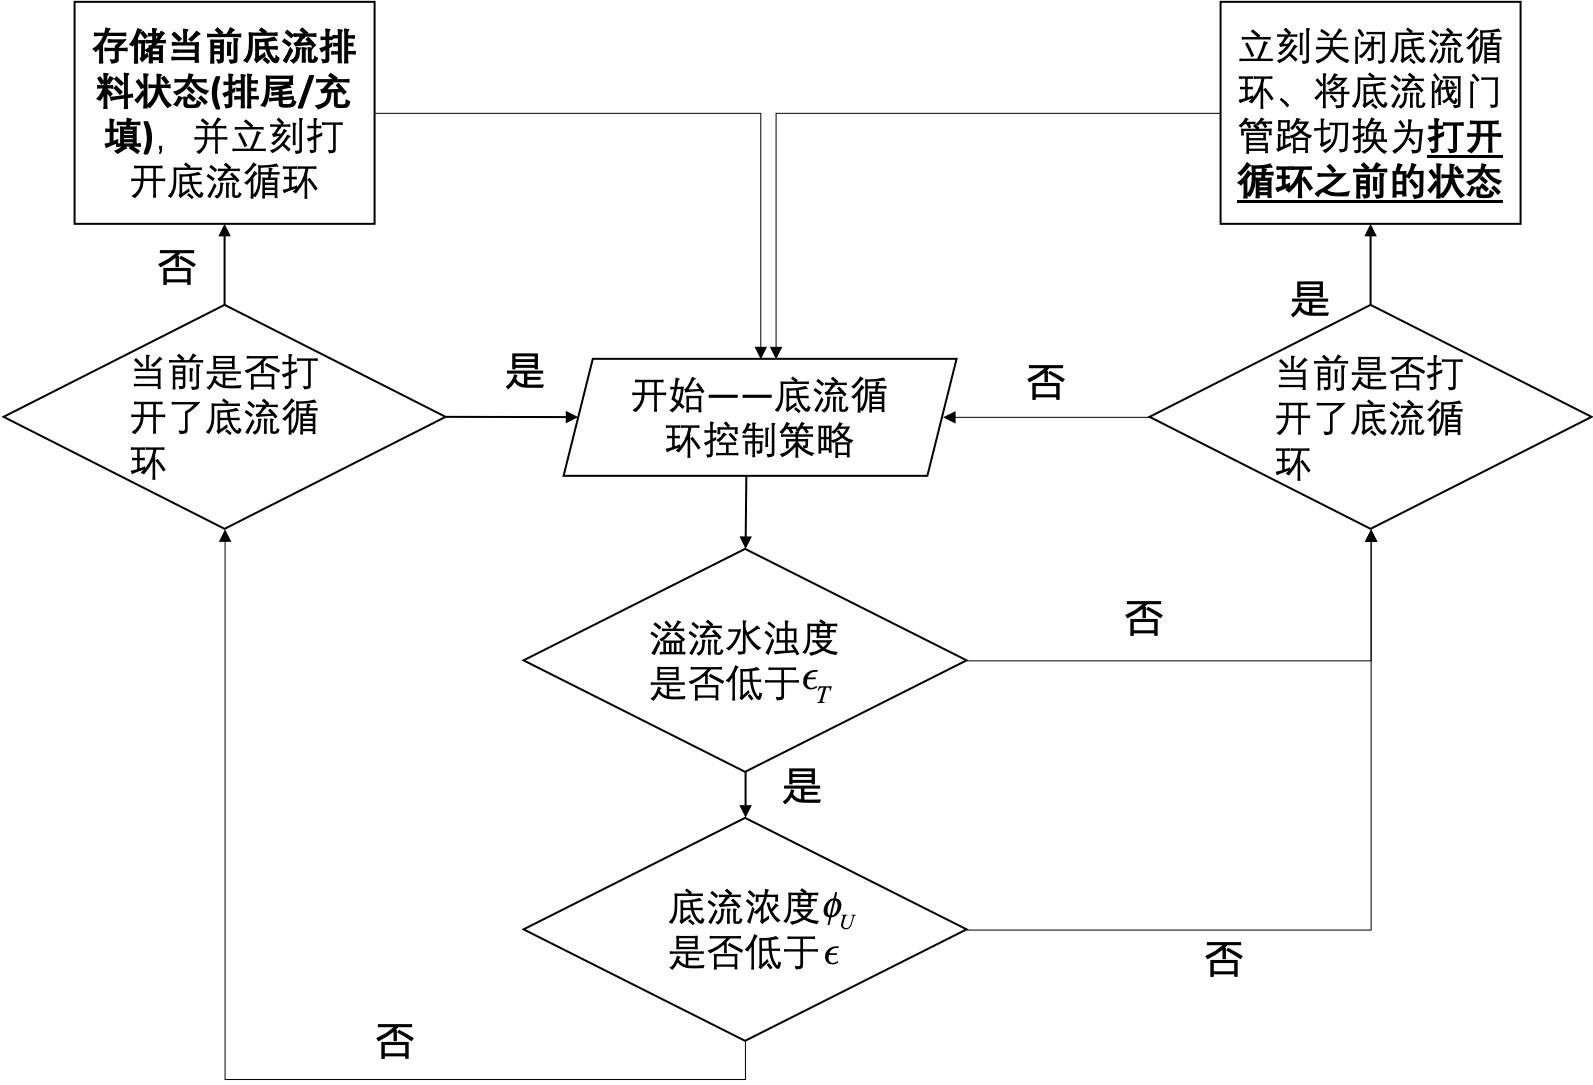 存储当前底流排
料状态(排尾/充
填)，并立刻打
开底流循环
立刻关闭底流循
环、将底流阀门
管路切换为打开
循环之前的状态
否
是
当前是否打
开了底流循
环
是
开始——底流循
环控制策略
否
当前是否打
开了底流循
环
溢流水浊度
是否低于ϵ_T
否
是
底流浓度ϕ_U
是否低于ϵ
否
否